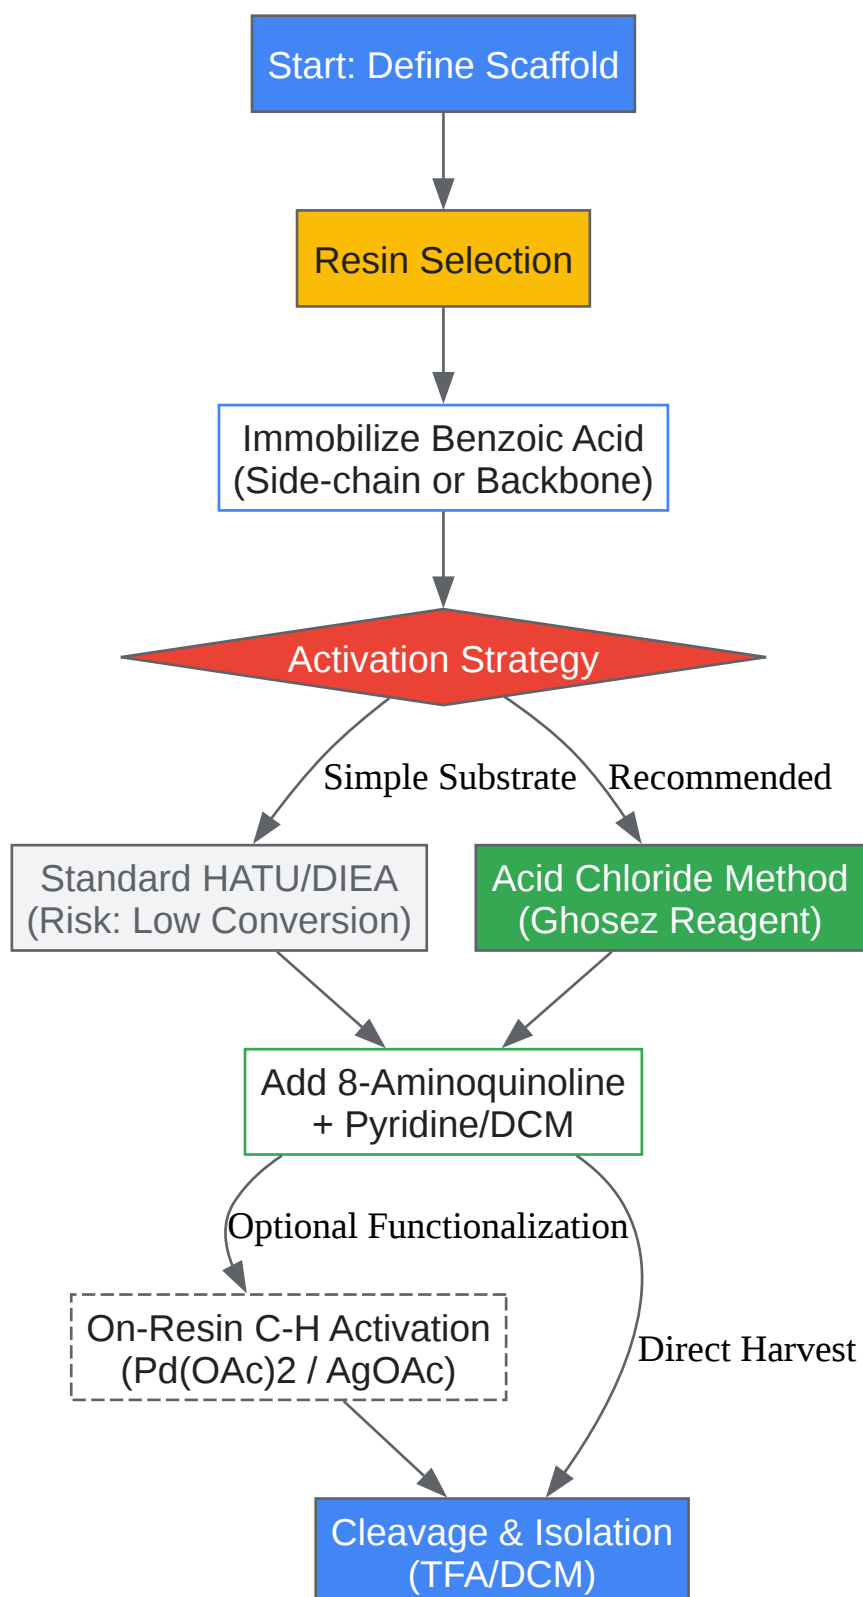 Start: Define Scaffold
Resin Selection
Immobilize Benzoic Acid
(Side-chain or Backbone)
Activation Strategy
Simple Substrate
Recommended
Standard HATU/DIEA
(Risk: Low Conversion)
Acid Chloride Method
(Ghosez Reagent)
Add 8-Aminoquinoline
+ Pyridine/DCM
Optional Functionalization
On-Resin C-H Activation
(Pd(OAc)2 / AgOAc)
Direct Harvest
Cleavage & Isolation
(TFA/DCM)